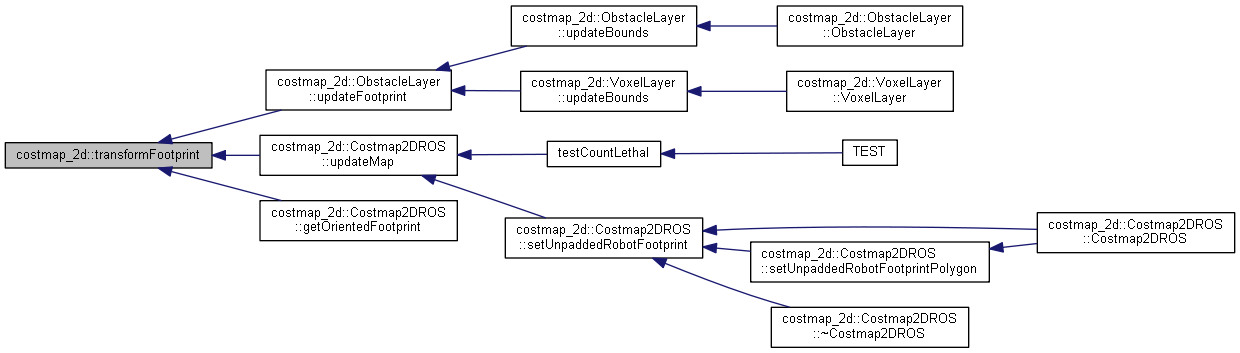 costmap_2d::transformFootprint
costmap_2d::ObstacleLayer
::updateFootprint
costmap_2d::Costmap2DROS
::updateMap
costmap_2d::Costmap2DROS
::getOrientedFootprint
costmap_2d::ObstacleLayer
::updateBounds
costmap_2d::VoxelLayer
::updateBounds
testCountLethal
costmap_2d::Costmap2DROS
::setUnpaddedRobotFootprint
costmap_2d::ObstacleLayer
::ObstacleLayer
costmap_2d::VoxelLayer
::VoxelLayer
TEST
costmap_2d::Costmap2DROS
::setUnpaddedRobotFootprintPolygon
costmap_2d::Costmap2DROS
::~Costmap2DROS
costmap_2d::Costmap2DROS
::Costmap2DROS